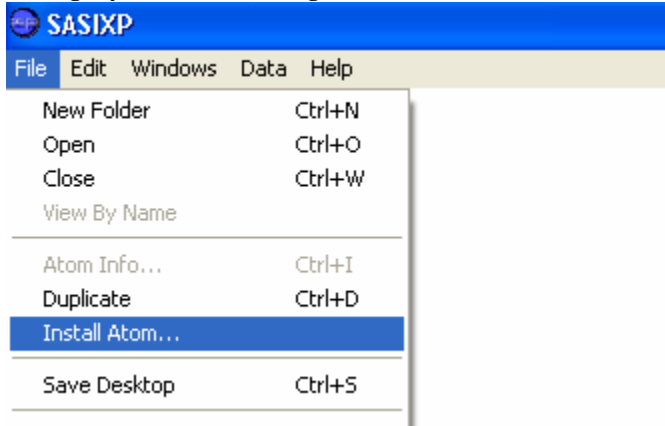 SASIXP
File Edit Windows Data Help
New Folder Ctrl+N
Open Ctrl+O
Close Ctrl+W
View By Name
Atom Info... Ctrl+I
Duplicate Ctrl+D
Install Atom...
Save Desktop Ctrl+S